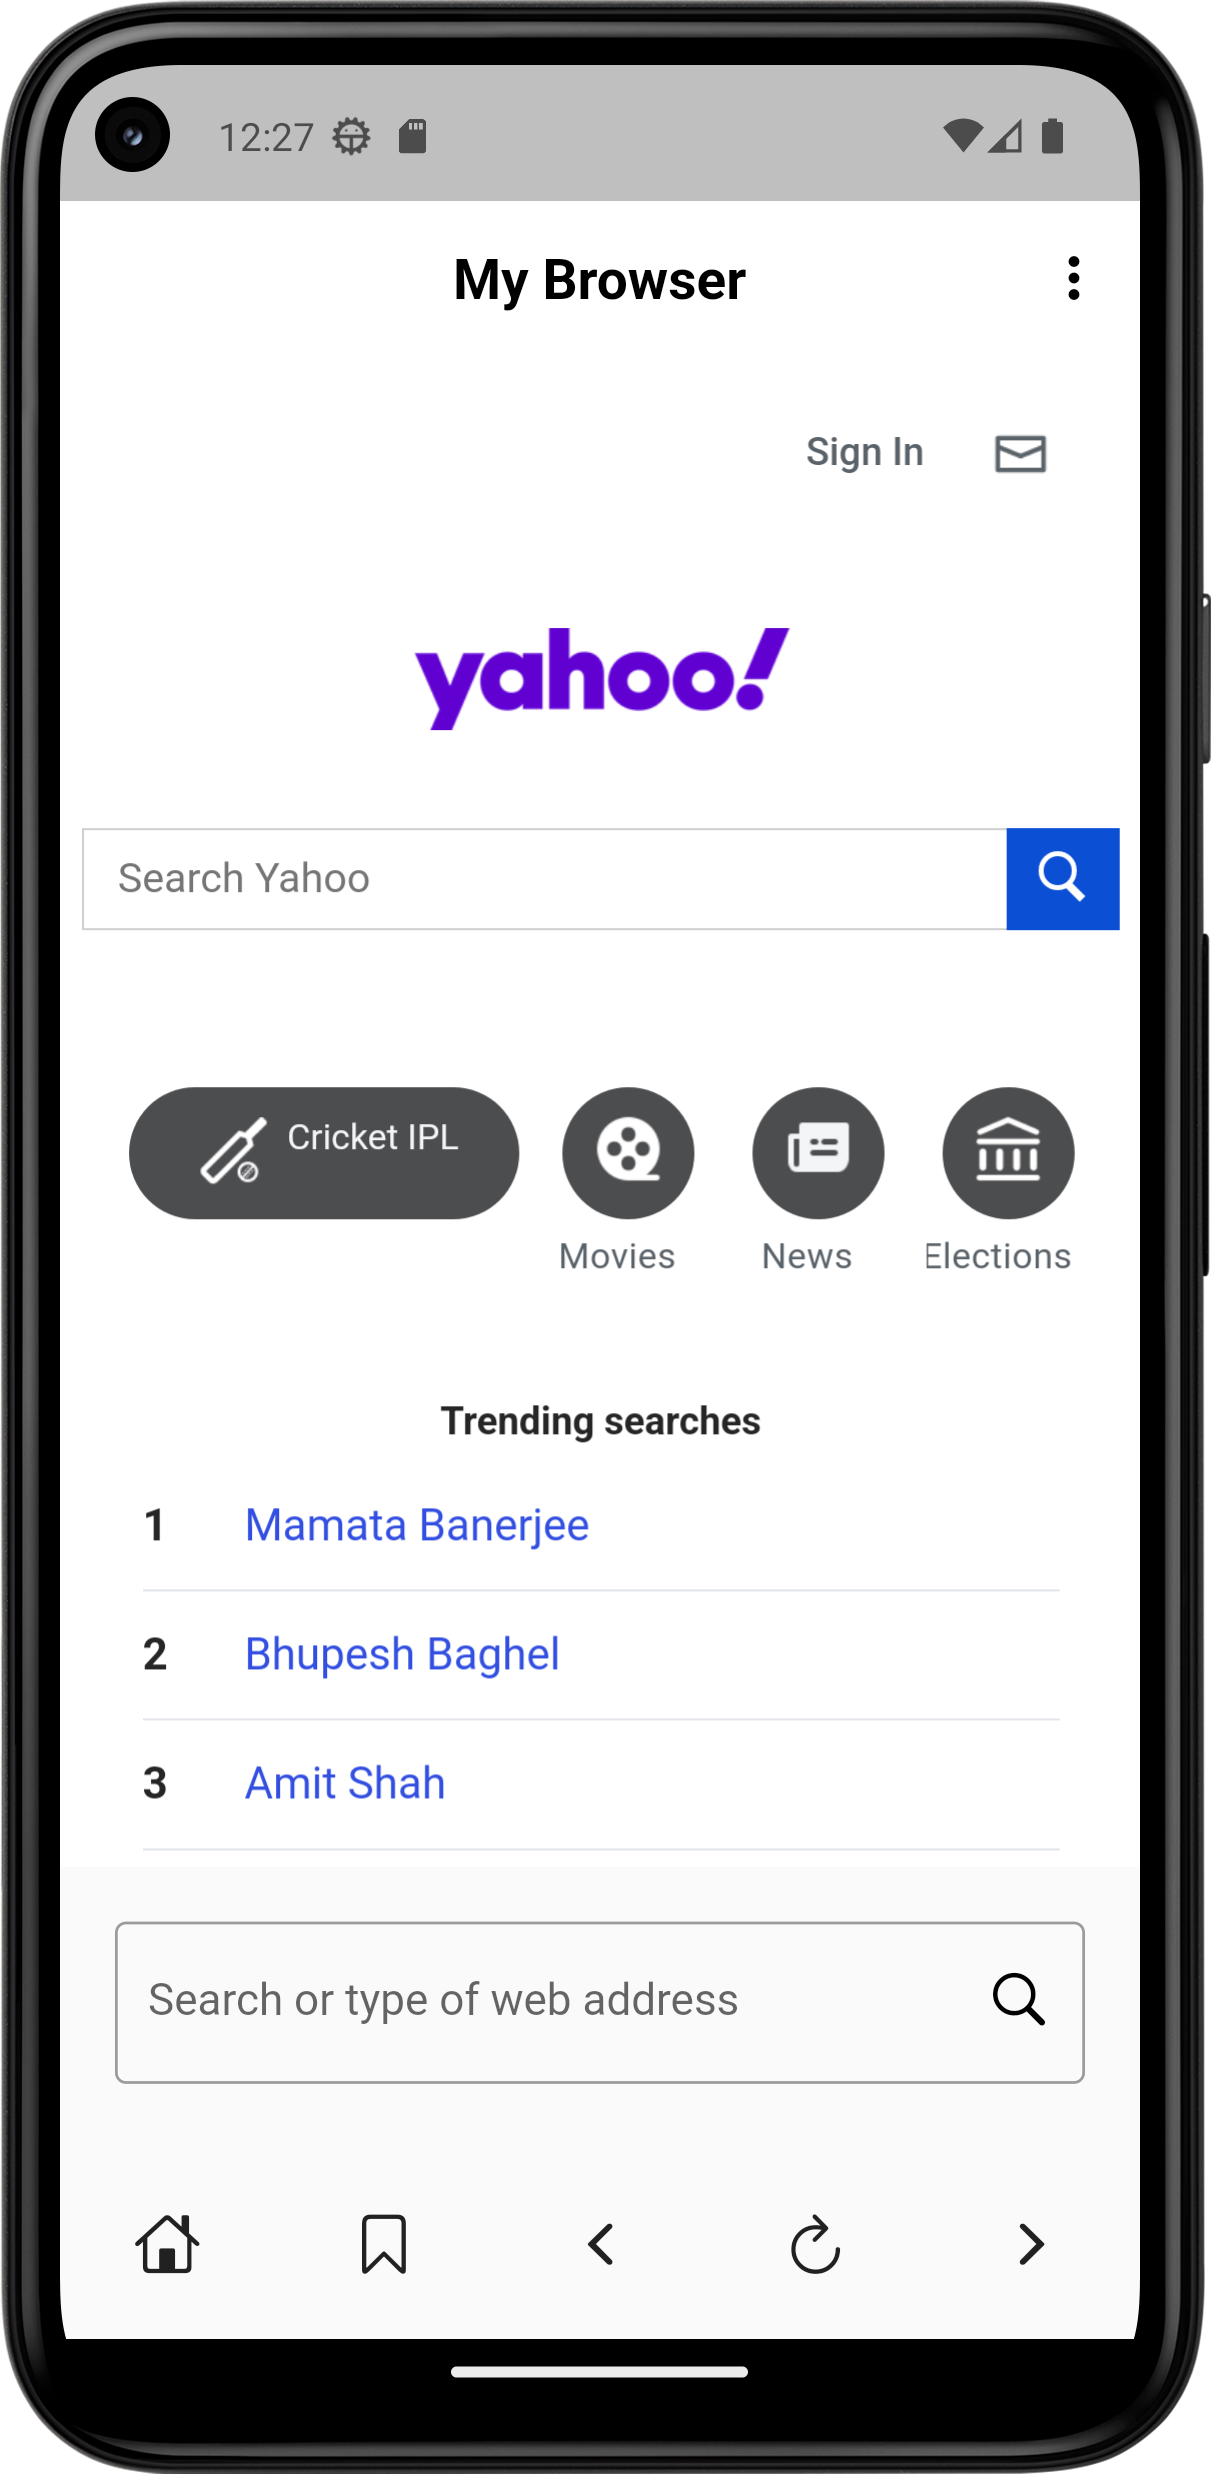 12:27
My Browser
Sign In
yahoo!
Search Yahoo
Cricket IPL
Movies
News
Elections
Trending searches
1 Mamata Banerjee
2 Bhupesh Baghel
3 Amit Shah
Search or type of web address